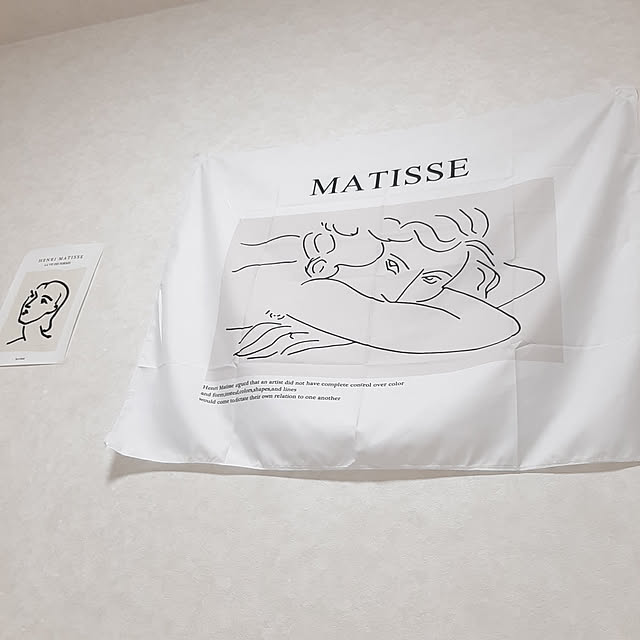 MATISSE
Henri Matisse argued that an artist did not have complete control over color
and form;instead,colors,shapes,and lines
would come to dictate their own relation to one another
HENRI MATISSE